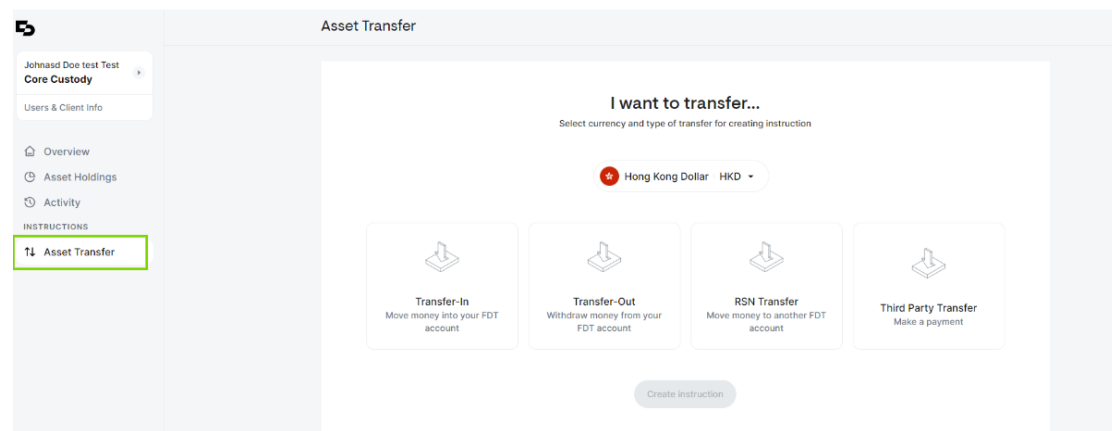 Asset Transfer
Johnasd Doe test Test
Core Custody
Users & Client Info
Overview
Asset Holdings
Activity
INSTRUCTIONS
Asset Transfer
I want to transfer...
Select currency and type of transfer for creating instruction
Hong Kong Dollar HKD
Transfer-In
Move money into your FDT
account
Transfer-Out
Withdraw money from your
FDT account
RSN Transfer
Move money to another FDT
account
Third Party Transfer
Make a payment
Create instruction